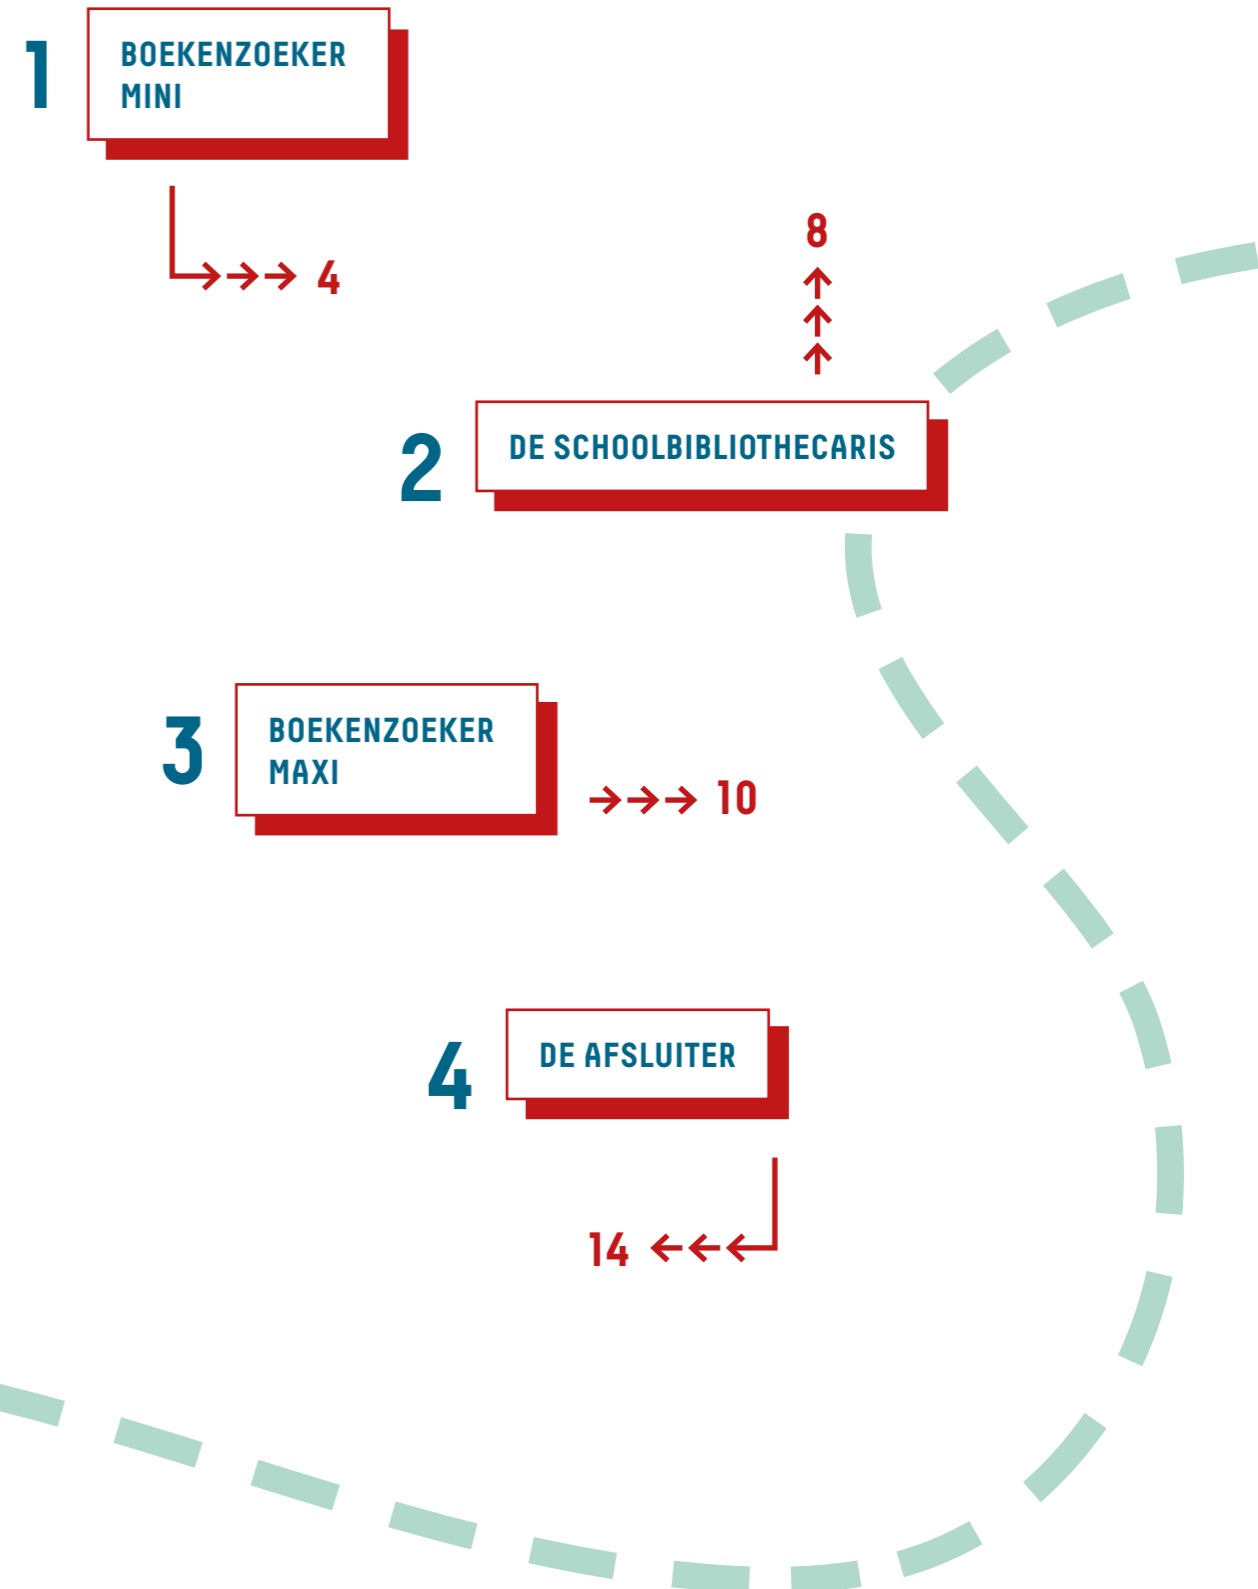 1
BOEKENZOEKER
MINI
4
8
2
DE SCHOOLBIBLIOTHECARIS
3
BOEKENZOEKER
MAXI
10
4
DE AFSLUITER
14